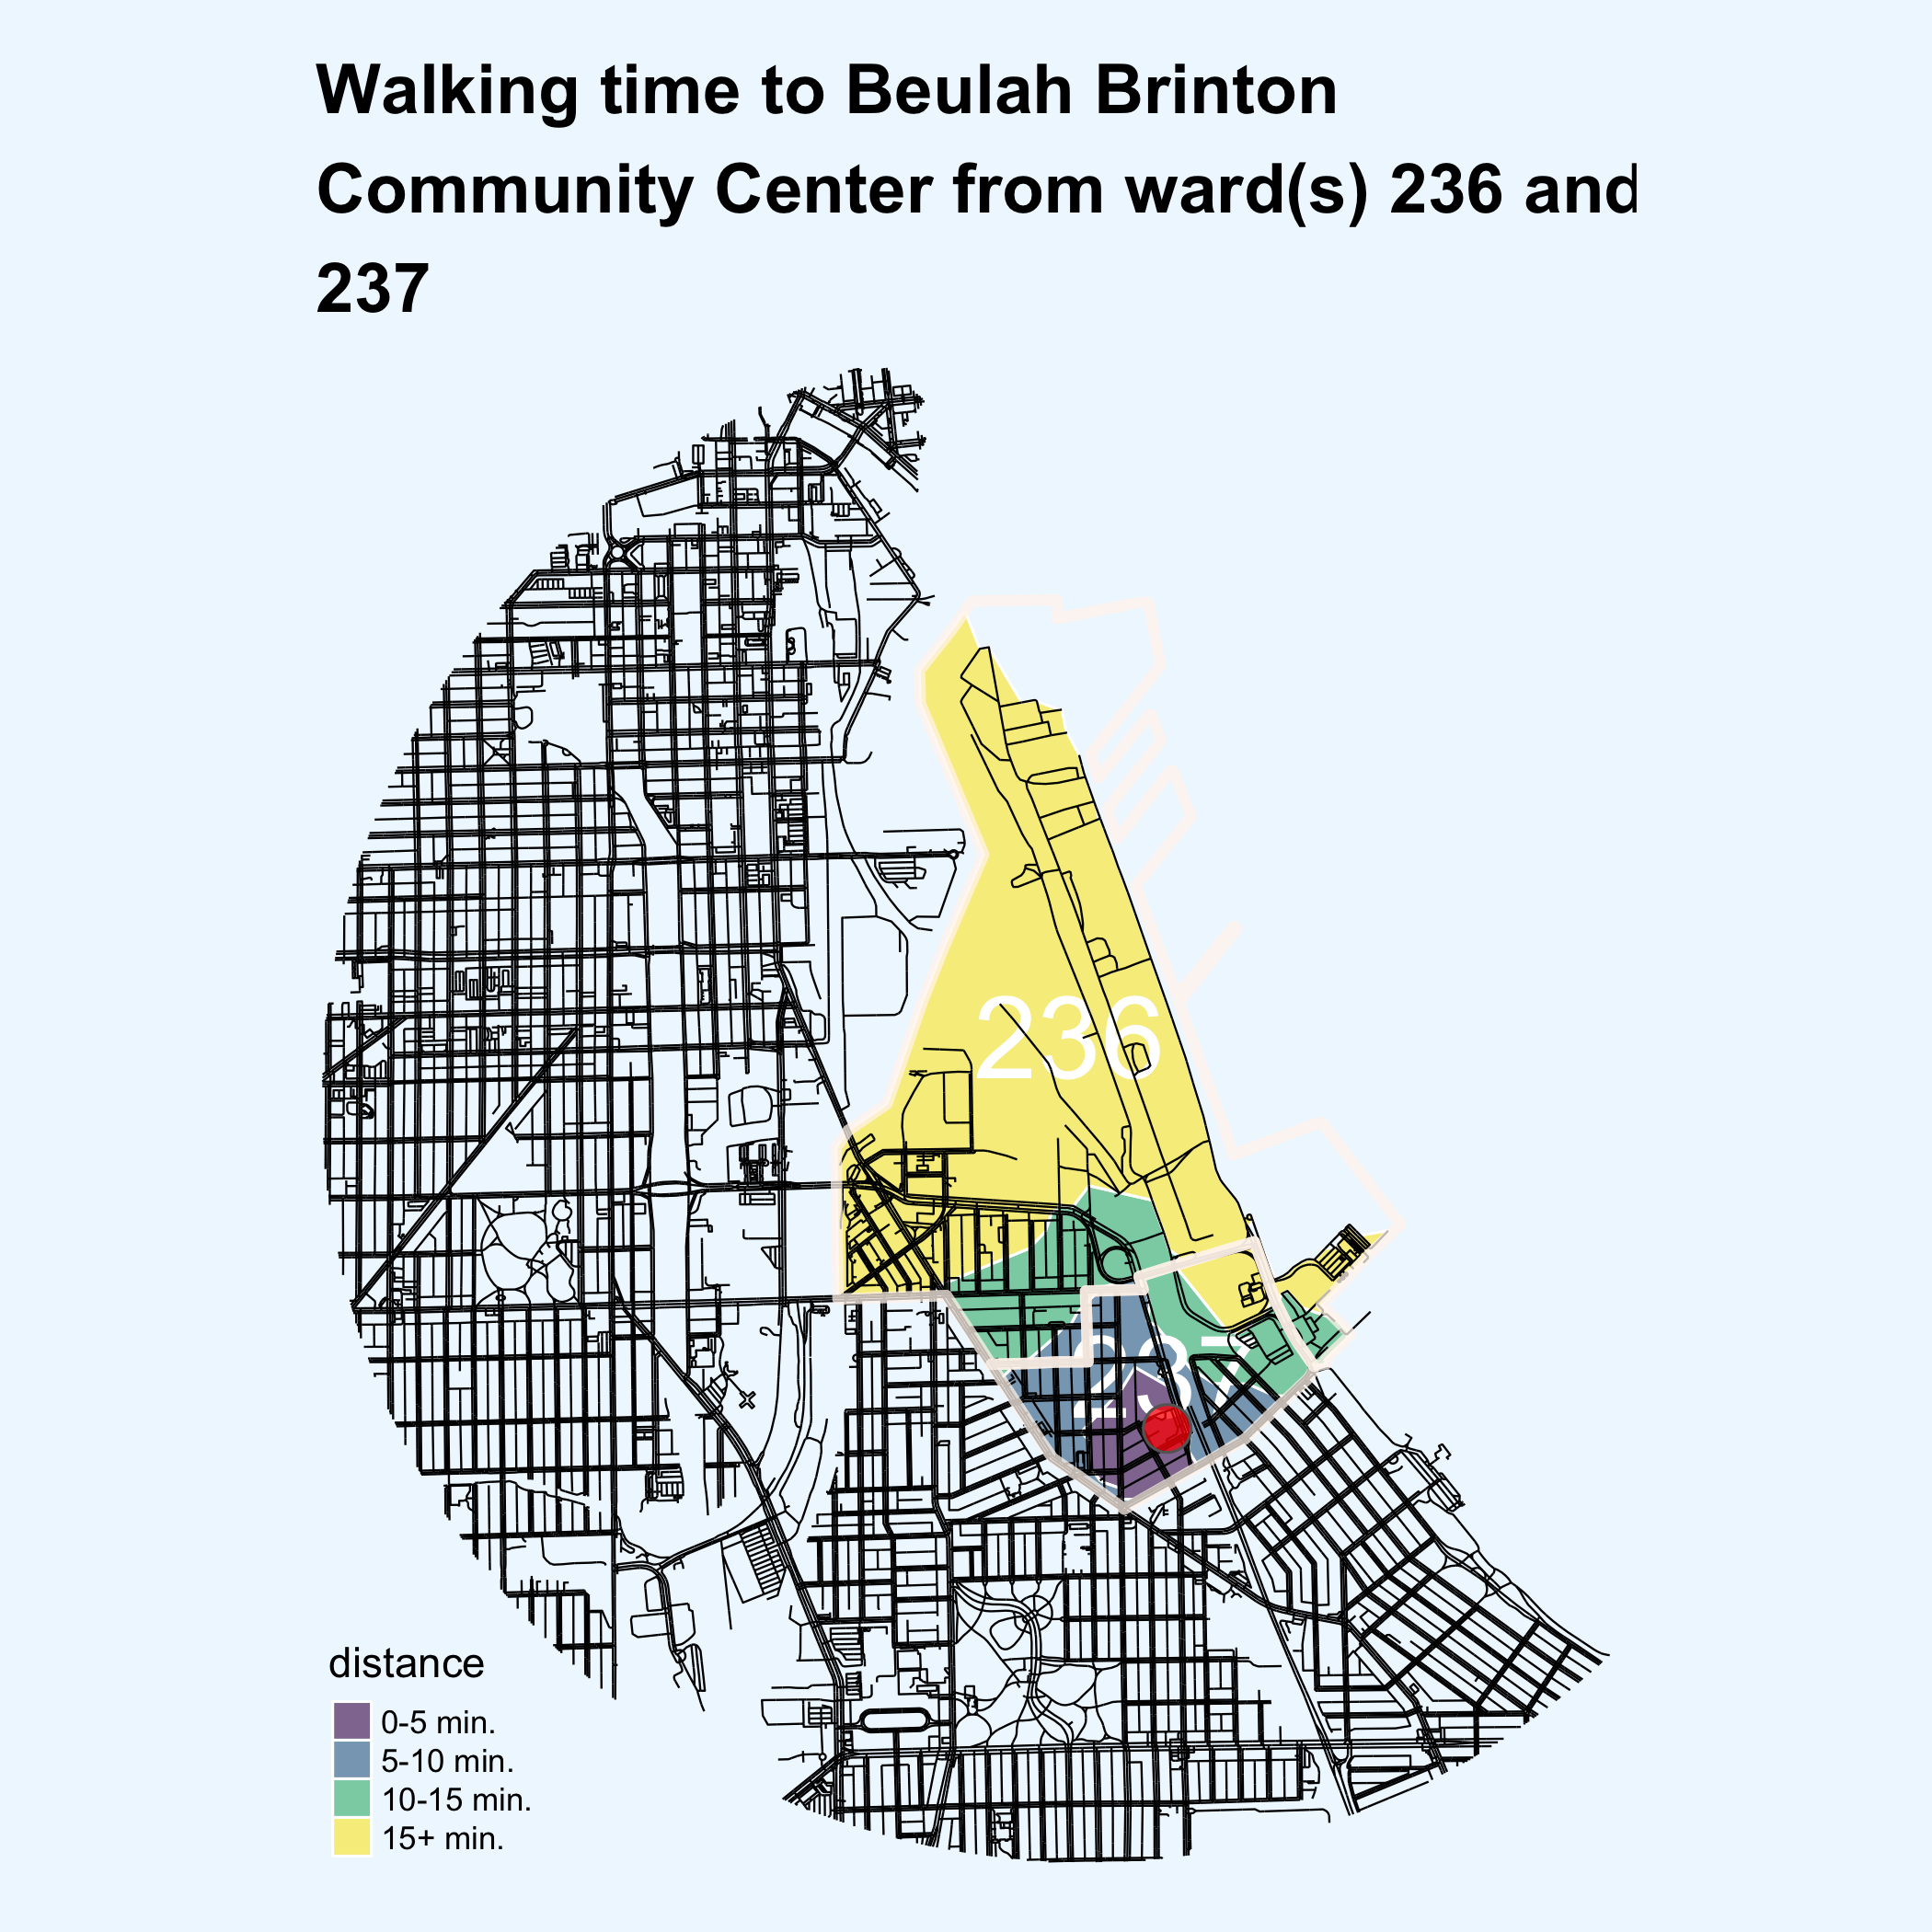 Walking time to Beulah Brinton
Community Center from ward(s) 236 and
237
236
237
distance
0-5 min.
5-10 min.
10-15 min.
15+ min.